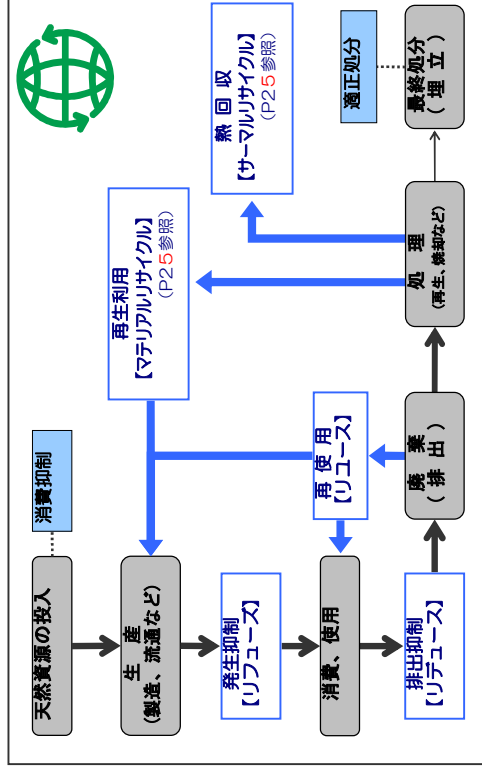 天然資源の投入
消費抑制
生　産
(製造、流通など)
発生抑制
【リフューズ】
消費、使用
排出抑制
【リデュース】
再生利用
【マテリアルリサイクル】
(P25参照)
再 使 用
【リユース】
廃　棄
( 排 出 )
熱 回 収
【サーマルリサイクル】
(P25参照)
処　理
(再生、焼却など)
適正処分
最終処分
( 埋 立 )